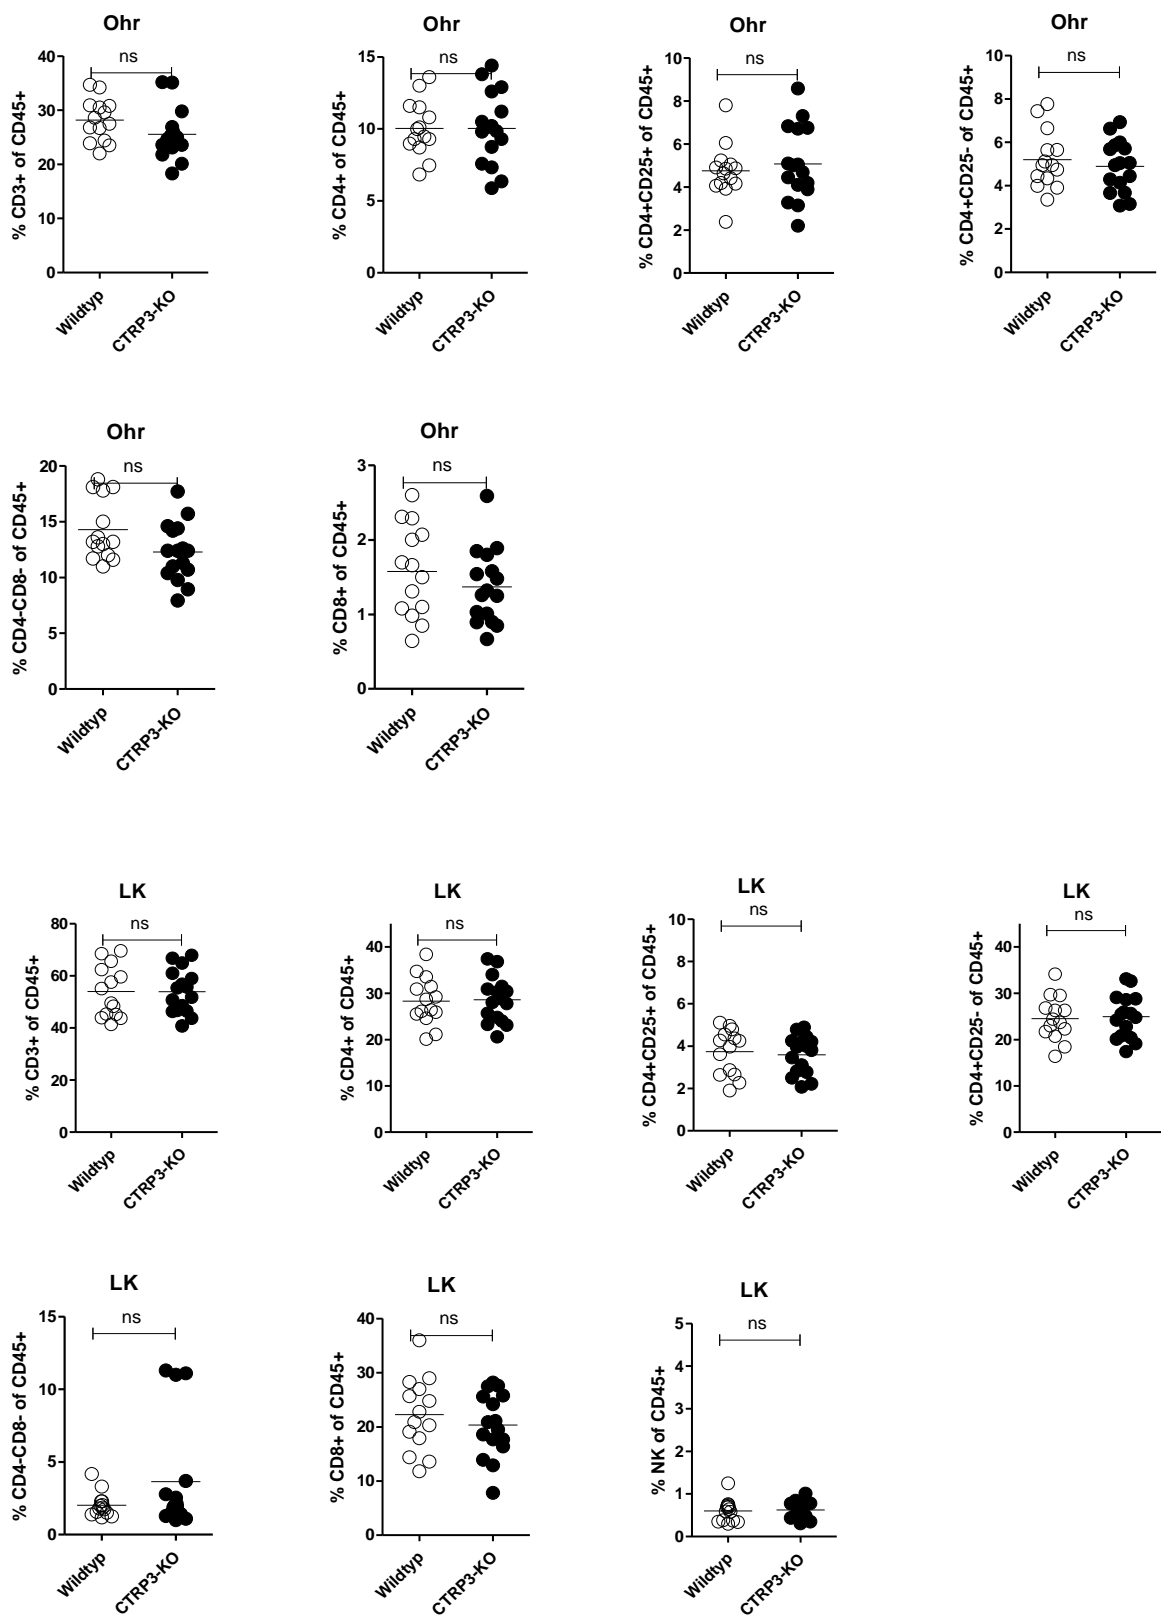 Ohr
ns
% CD3+ of CD45+
40
30
20
10
0
Wildtyp
CTRP3-KO
Ohr
ns
% CD4+ of CD45+
15
10
5
0
Wildtyp
CTRP3-KO
Ohr
ns
% CD4+CD25+ of CD45+
10
8
6
4
2
0
Wildtyp
CTRP3-KO
Ohr
ns
% CD4+CD25- of CD45+
10
8
6
4
2
0
Wildtyp
CTRP3-KO
Ohr
ns
% CD4-CD8- of CD45+
20
15
10
5
0
Wildtyp
CTRP3-KO
Ohr
ns
% CD8+ of CD45+
3
2
1
0
Wildtyp
CTRP3-KO
LK
ns
% CD3+ of CD45+
80
60
40
20
0
Wildtyp
CTRP3-KO
LK
ns
% CD4+ of CD45+
40
30
20
10
0
Wildtyp
CTRP3-KO
LK
ns
% CD4+CD25+ of CD45+
10
8
6
4
2
0
Wildtyp
CTRP3-KO
LK
ns
% CD4+CD25- of CD45+
40
30
20
10
0
Wildtyp
CTRP3-KO
LK
ns
% CD4-CD8- of CD45+
15
10
5
0
Wildtyp
CTRP3-KO
LK
ns
% CD8+ of CD45+
40
30
20
10
0
Wildtyp
CTRP3-KO
LK
ns
% NK of CD45+
5
4
3
2
1
0
Wildtyp
CTRP3-KO